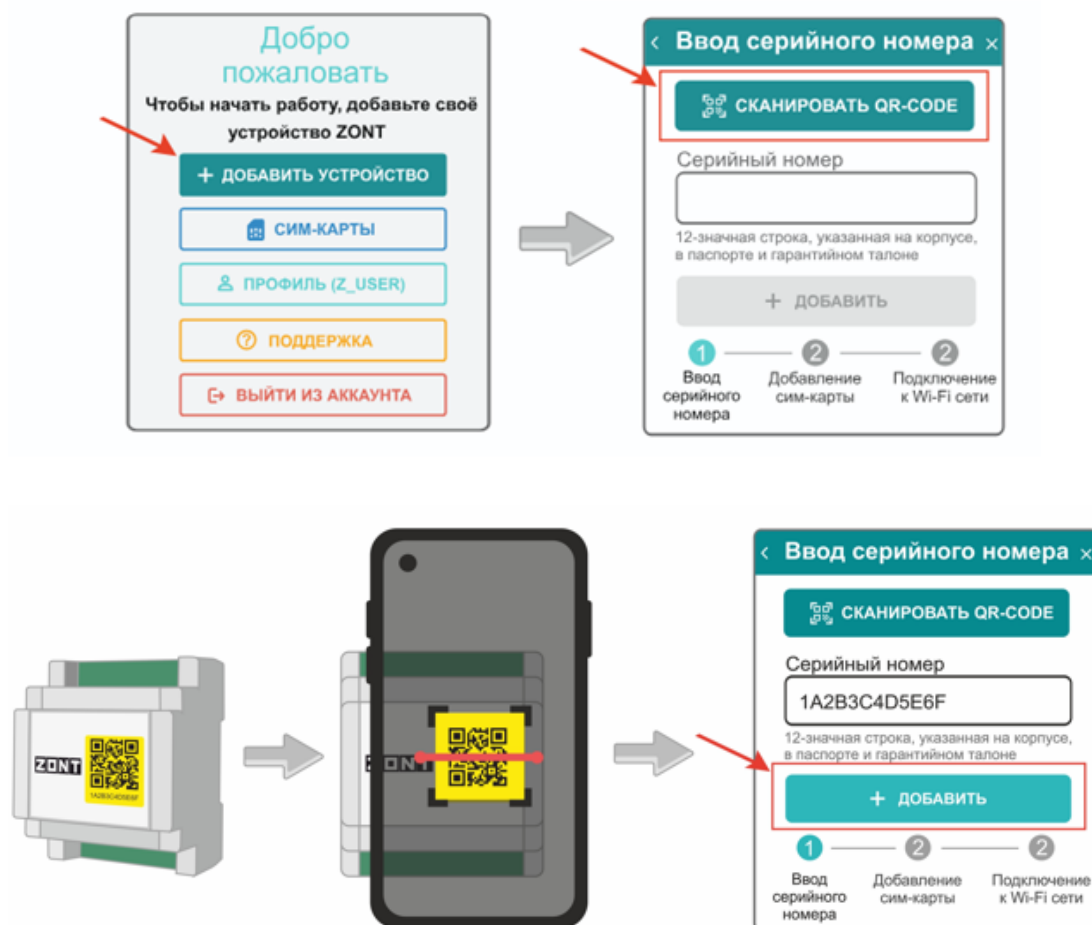 Добро
пожаловать
Чтобы начать работу, добавьте своё
устройство ZONT
+ ДОБАВИТЬ УСТРОЙСТВО
СИМ-КАРТЫ
ПРОФИЛЬ (Z_USER)
ПОДДЕРЖКА
ВЫЙТИ ИЗ АККАУНТА
Ввод серийного номера
СКАНИРОВАТЬ QR-CODE
Серийный номер
12-значная строка, указанная на корпусе,
в паспорте и гарантийном талоне
+ ДОБАВИТЬ
1 2 2
Ввод
серийного
номера
Добавление
сим-карты
Подключение
к Wi-Fi сети
ZONT
1A2B3C4D5E6F
ZONT
Ввод серийного номера
СКАНИРОВАТЬ QR-CODE
Серийный номер
1A2B3C4D5E6F
12-значная строка, указанная на корпусе,
в паспорте и гарантийном талоне
+ ДОБАВИТЬ
1 2 2
Ввод
серийного
номера
Добавление
сим-карты
Подключение
к Wi-Fi сети